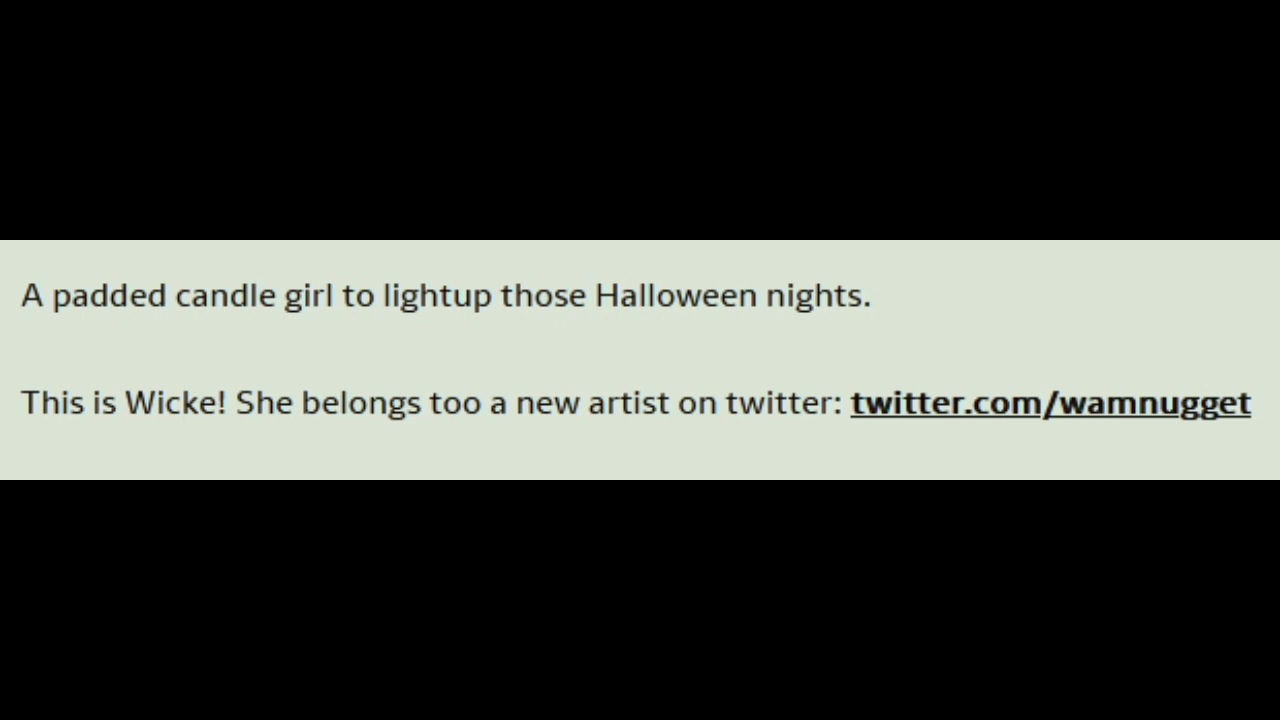 A padded candle girl to lightup those Halloween nights.
This is Wicke! She belongs too a new artist on twitter: twitter.com/wamnugget